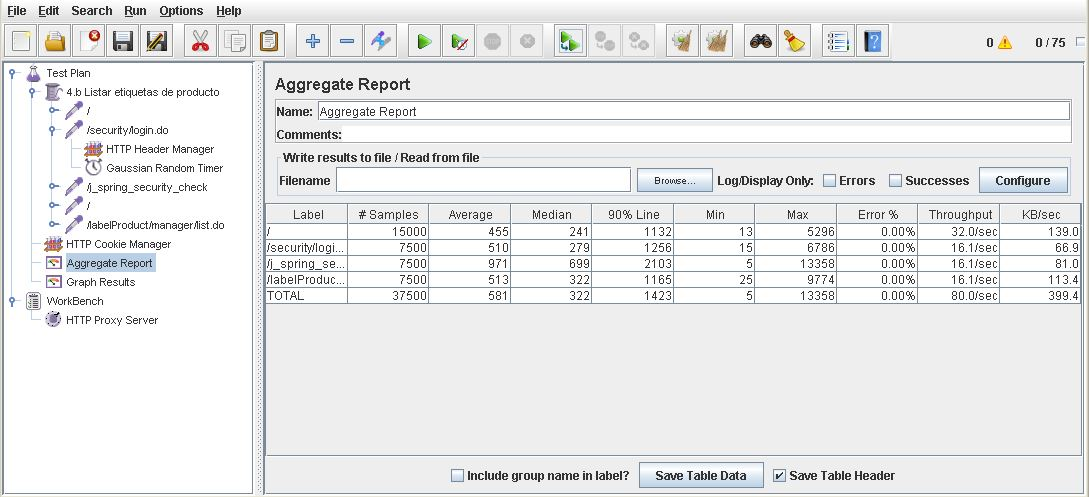 File Edit Search Run Options Help
0 0 / 75
Test Plan
4.b Listar etiquetas de producto
/
/security/login.do
HTTP Header Manager
Gaussian Random Timer
/j_spring_security_check
/
/labelProduct/manager/list.do
HTTP Cookie Manager
Aggregate Report
Graph Results
WorkBench
HTTP Proxy Server
Aggregate Report
Name: Aggregate Report
Comments:
Write results to file / Read from file
Filename Browse... Log/Display Only: Errors Successes Configure
Label # Samples Average Median 90% Line Min Max Error % Throughput KB/sec
/ 15000 455 241 1132 13 5296 0.00% 32.0/sec 139.0
/security/logi... 7500 510 279 1256 15 6786 0.00% 16.1/sec 66.9
/j_spring_se... 7500 971 699 2103 5 13358 0.00% 16.1/sec 81.0
/labelProduc... 7500 513 322 1165 25 9774 0.00% 16.1/sec 113.4
TOTAL 37500 581 322 1423 5 13358 0.00% 80.0/sec 399.4
Include group name in label? Save Table Data Save Table Header